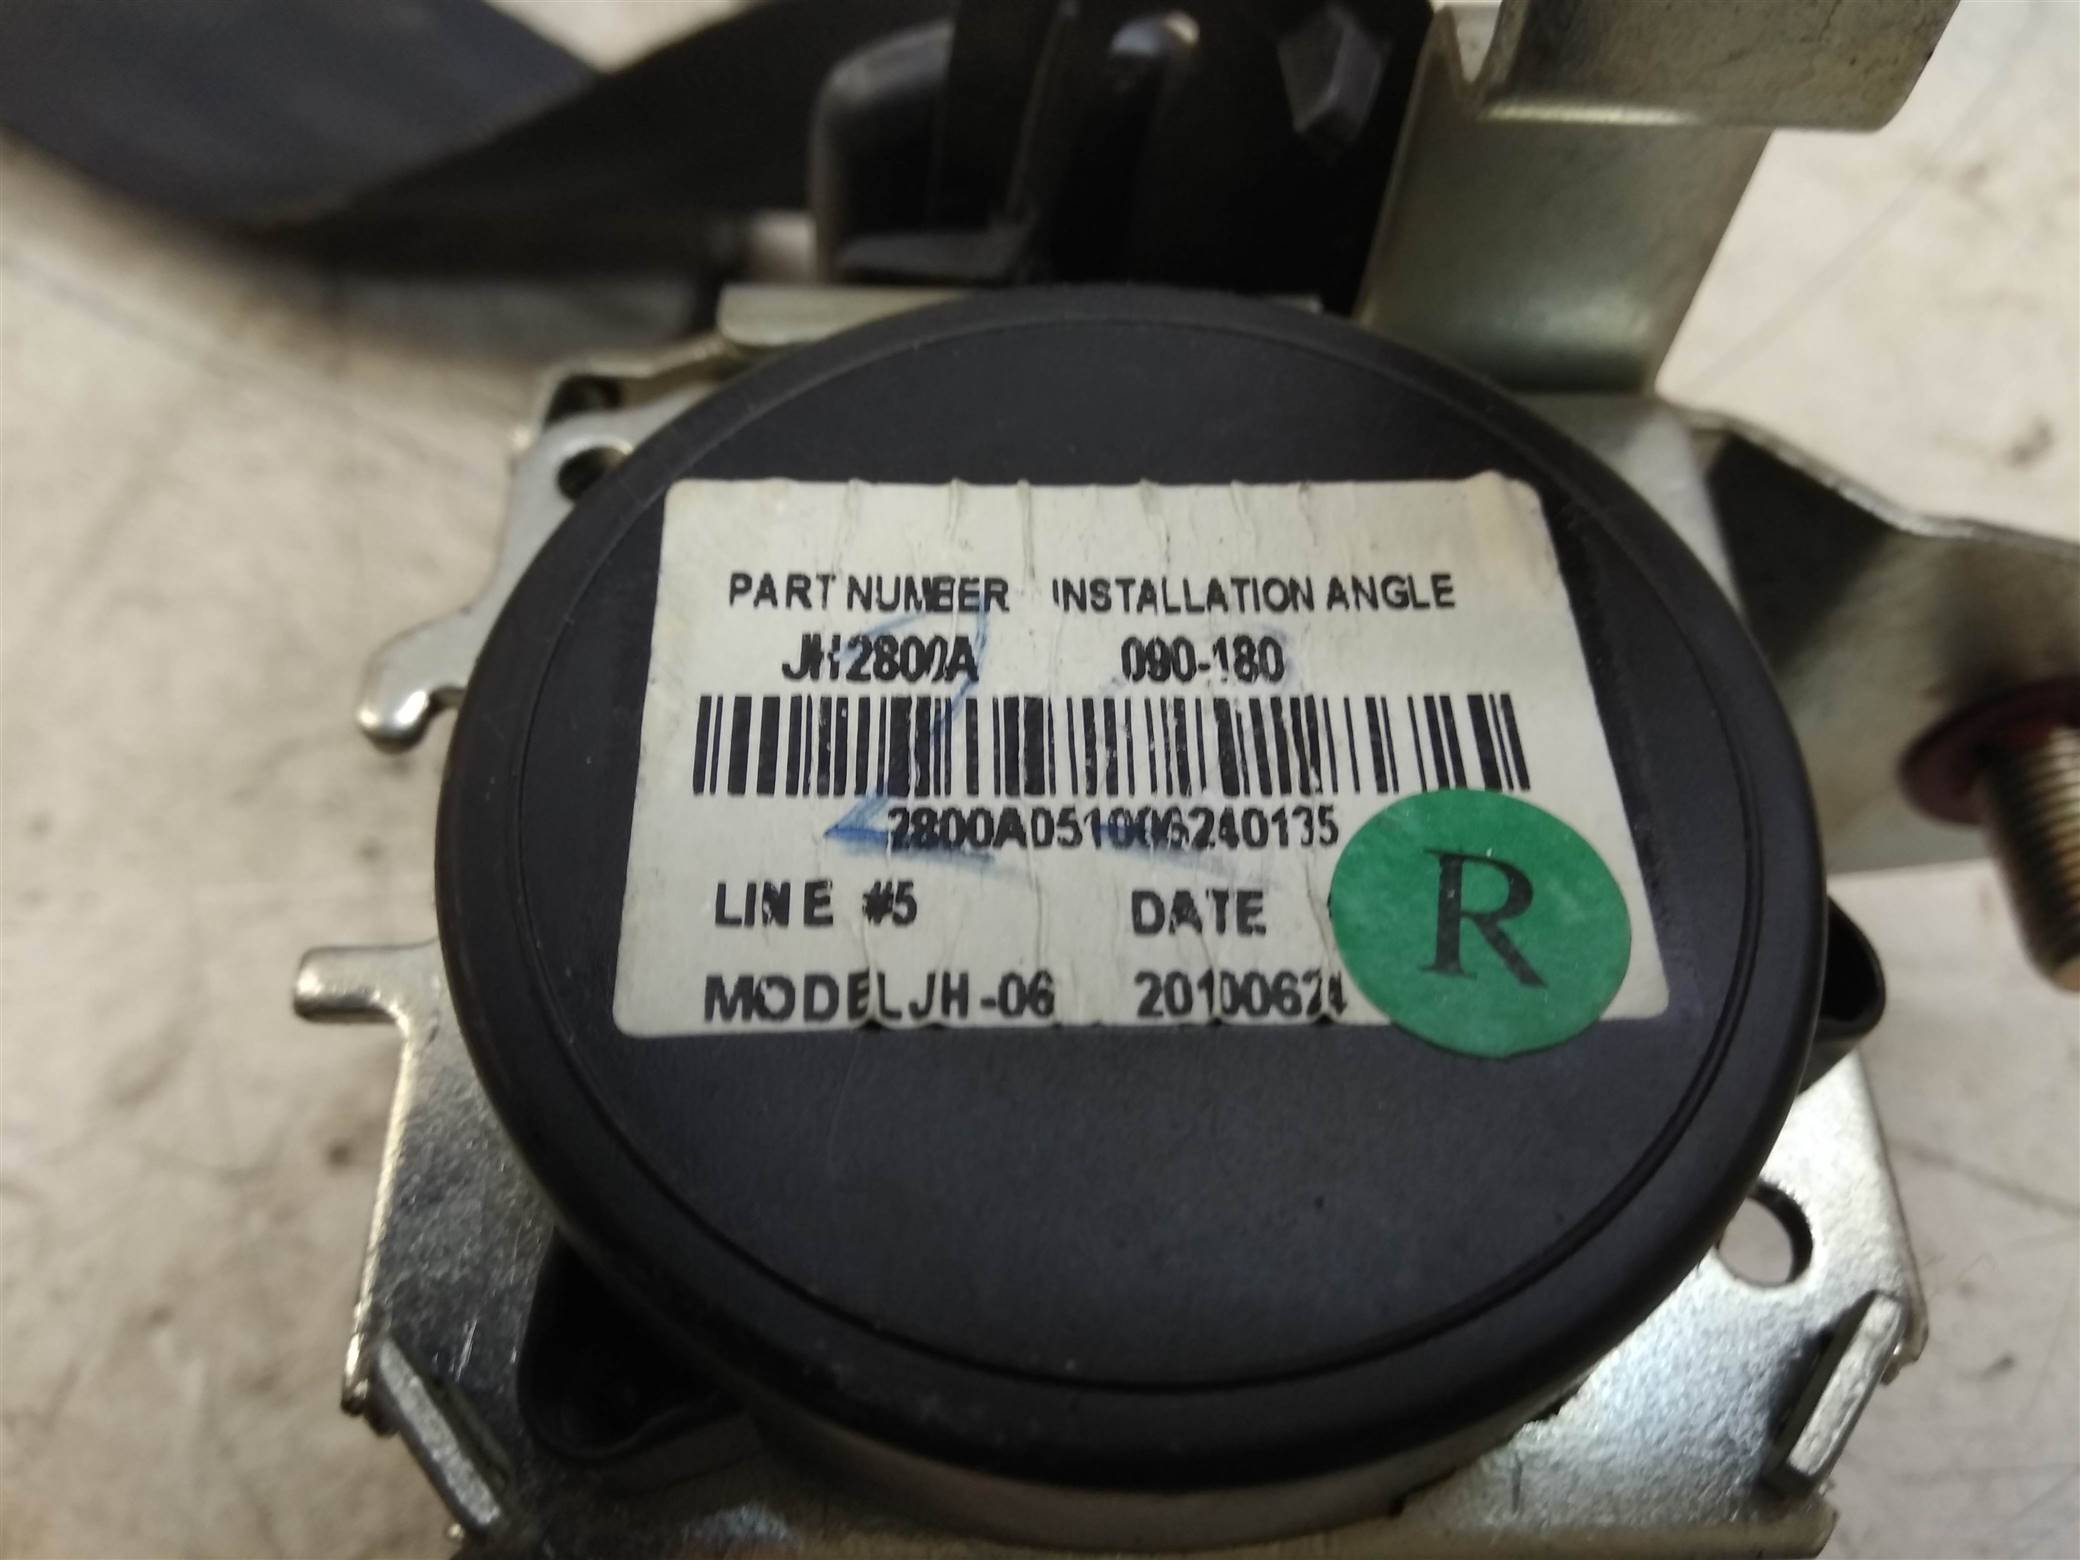 PART NUMBER INSTALLATION ANGLE
JH2800A 090-180
2800A051006240135
LINE #5 DATE
MODEL JH-06 20100624
R